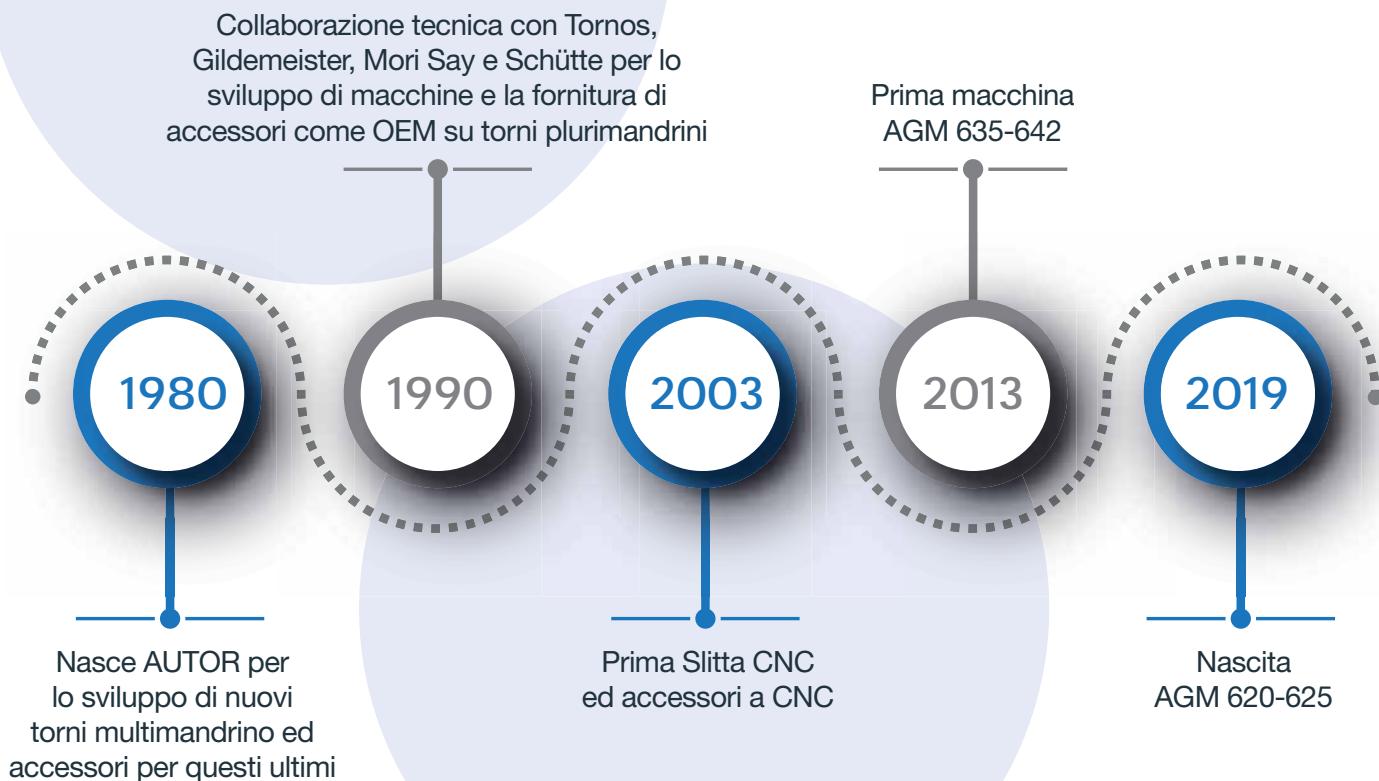 Collaborazione tecnica con Tornos,
Gildemeister, Mori Say e Schütte per lo
sviluppo di macchine e la fornitura di
accessori come OEM su torni plurimandrini
Prima macchina
AGM 635-642
1980
1990
2003
2013
2019
Nasce AUTOR per
lo sviluppo di nuovi
torni multimandrino ed
accessori per questi ultimi
Prima Slitta CNC
ed accessori a CNC
Nascita
AGM 620-625